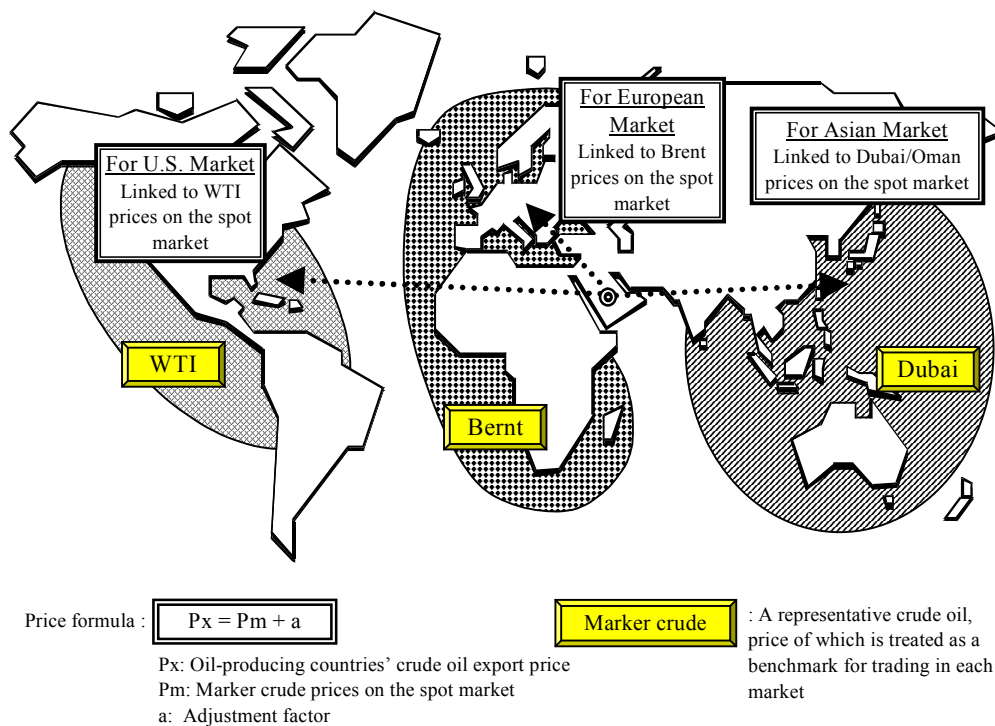 For U.S. Market
Linked to WTI
prices on the spot
market
For European
Market
Linked to Brent
prices on the spot
market
For Asian Market
Linked to Dubai/Oman
prices on the spot market
WTI
Bernt
Dubai
Price formula :
Px = Pm + a
Px: Oil-producing countries' crude oil export price
Pm: Marker crude prices on the spot market
a: Adjustment factor
Marker crude
: A representative crude oil,
price of which is treated as a
benchmark for trading in each
market